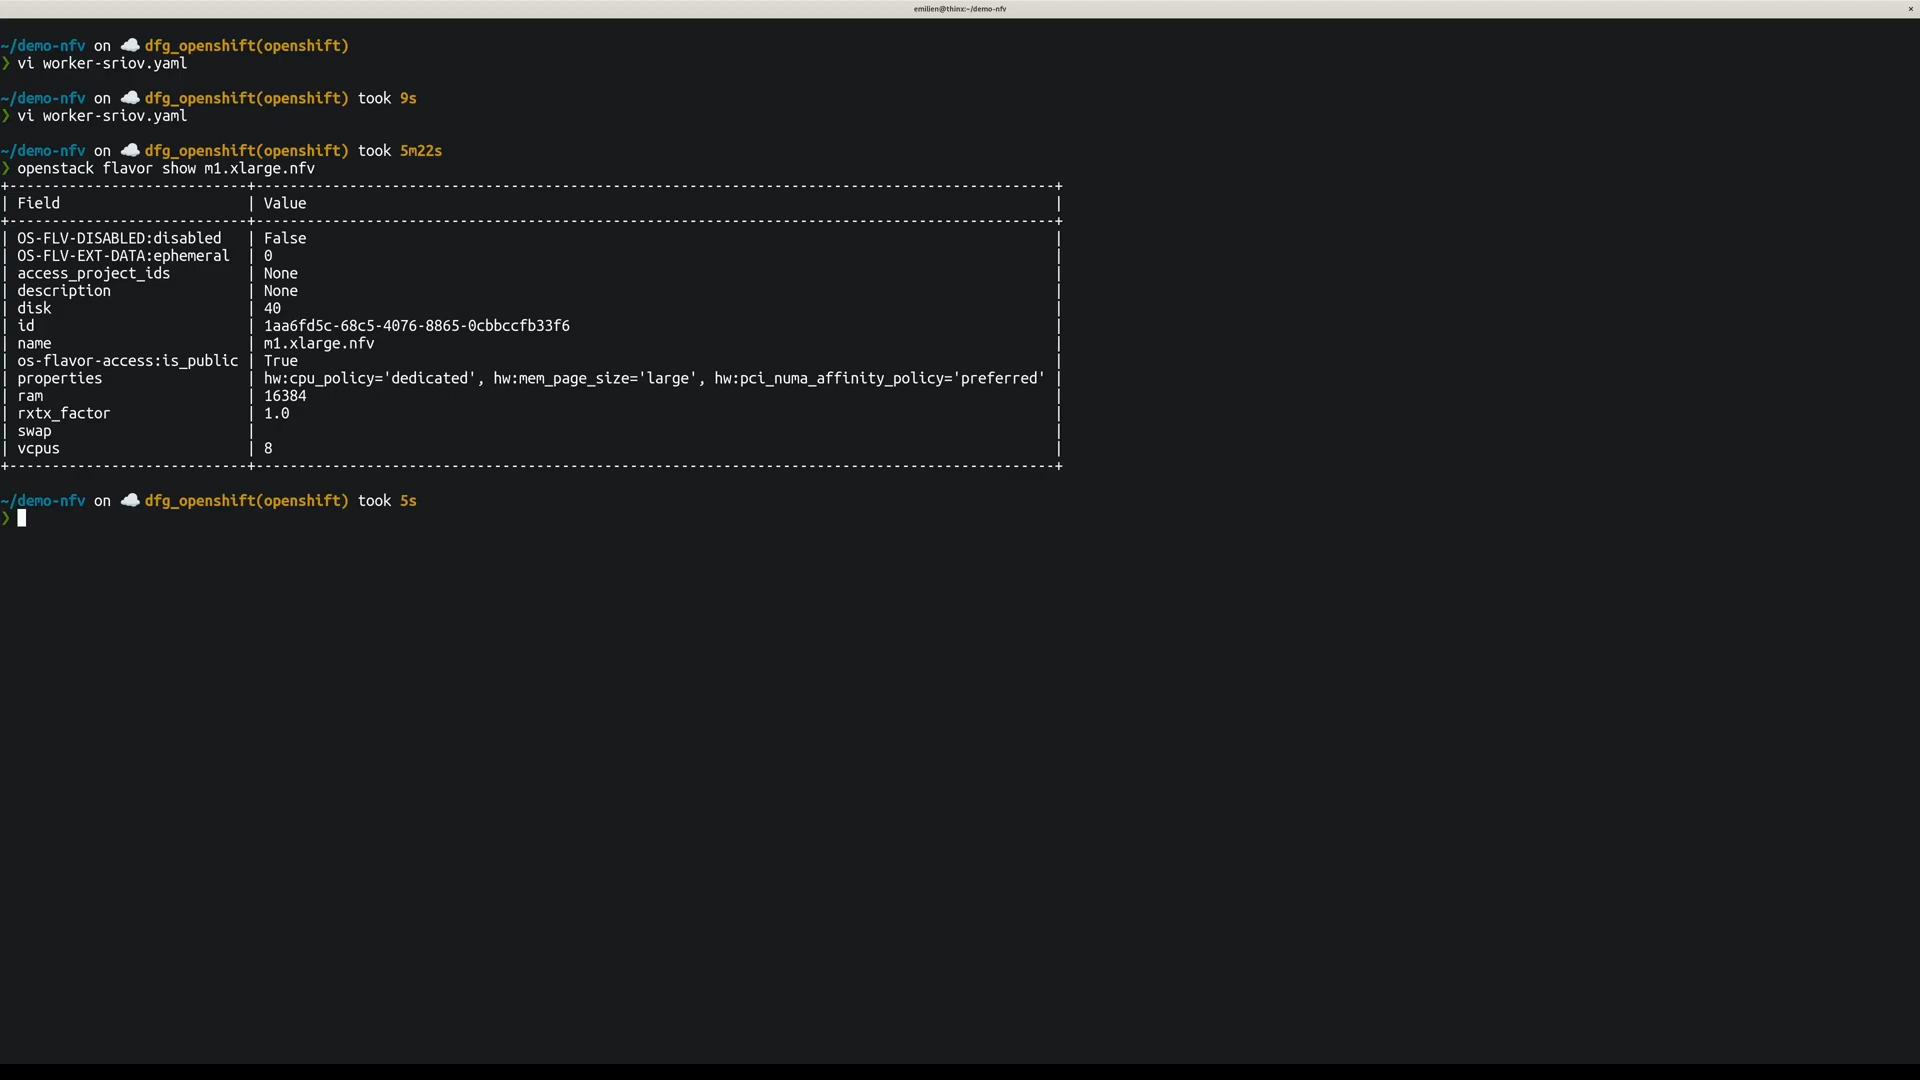 emilien@thinx:~/demo-nfv ×
~/demo-nfv on ☁️ dfg_openshift(openshift)
❯ vi worker-sriov.yaml
~/demo-nfv on ☁️ dfg_openshift(openshift) took 9s
❯ vi worker-sriov.yaml
~/demo-nfv on ☁️ dfg_openshift(openshift) took 5m22s
❯ openstack flavor show m1.xlarge.nfv
+----------------------------+-----------------------------------------------------------------------------------------------+
| Field                      | Value                                                                                         |
+----------------------------+-----------------------------------------------------------------------------------------------+
| OS-FLV-DISABLED:disabled   | False                                                                                         |
| OS-FLV-EXT-DATA:ephemeral  | 0                                                                                             |
| access_project_ids         | None                                                                                          |
| description                | None                                                                                          |
| disk                       | 40                                                                                            |
| id                         | 1aa6fd5c-68c5-4076-8865-0cbbccfb33f6                                                          |
| name                       | m1.xlarge.nfv                                                                                 |
| os-flavor-access:is_public | True                                                                                          |
| properties                 | hw:cpu_policy='dedicated', hw:mem_page_size='large', hw:pci_numa_affinity_policy='preferred' |
| ram                        | 16384                                                                                         |
| rxtx_factor                | 1.0                                                                                           |
| swap                       |                                                                                               |
| vcpus                      | 8                                                                                             |
+----------------------------+-----------------------------------------------------------------------------------------------+
~/demo-nfv on ☁️ dfg_openshift(openshift) took 5s
❯